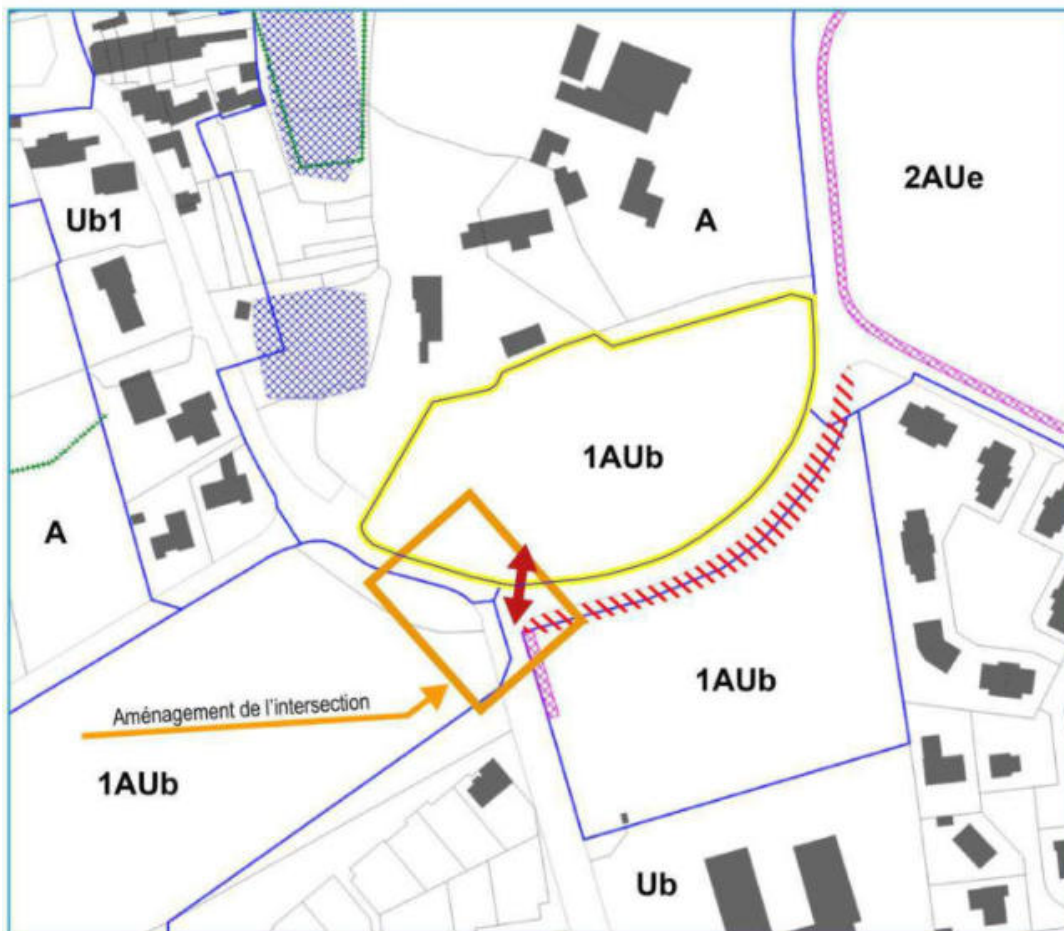 2AUe
Ub1
A
1AUb
A
1AUb
Aménagement de l'intersection
1AUb
Ub